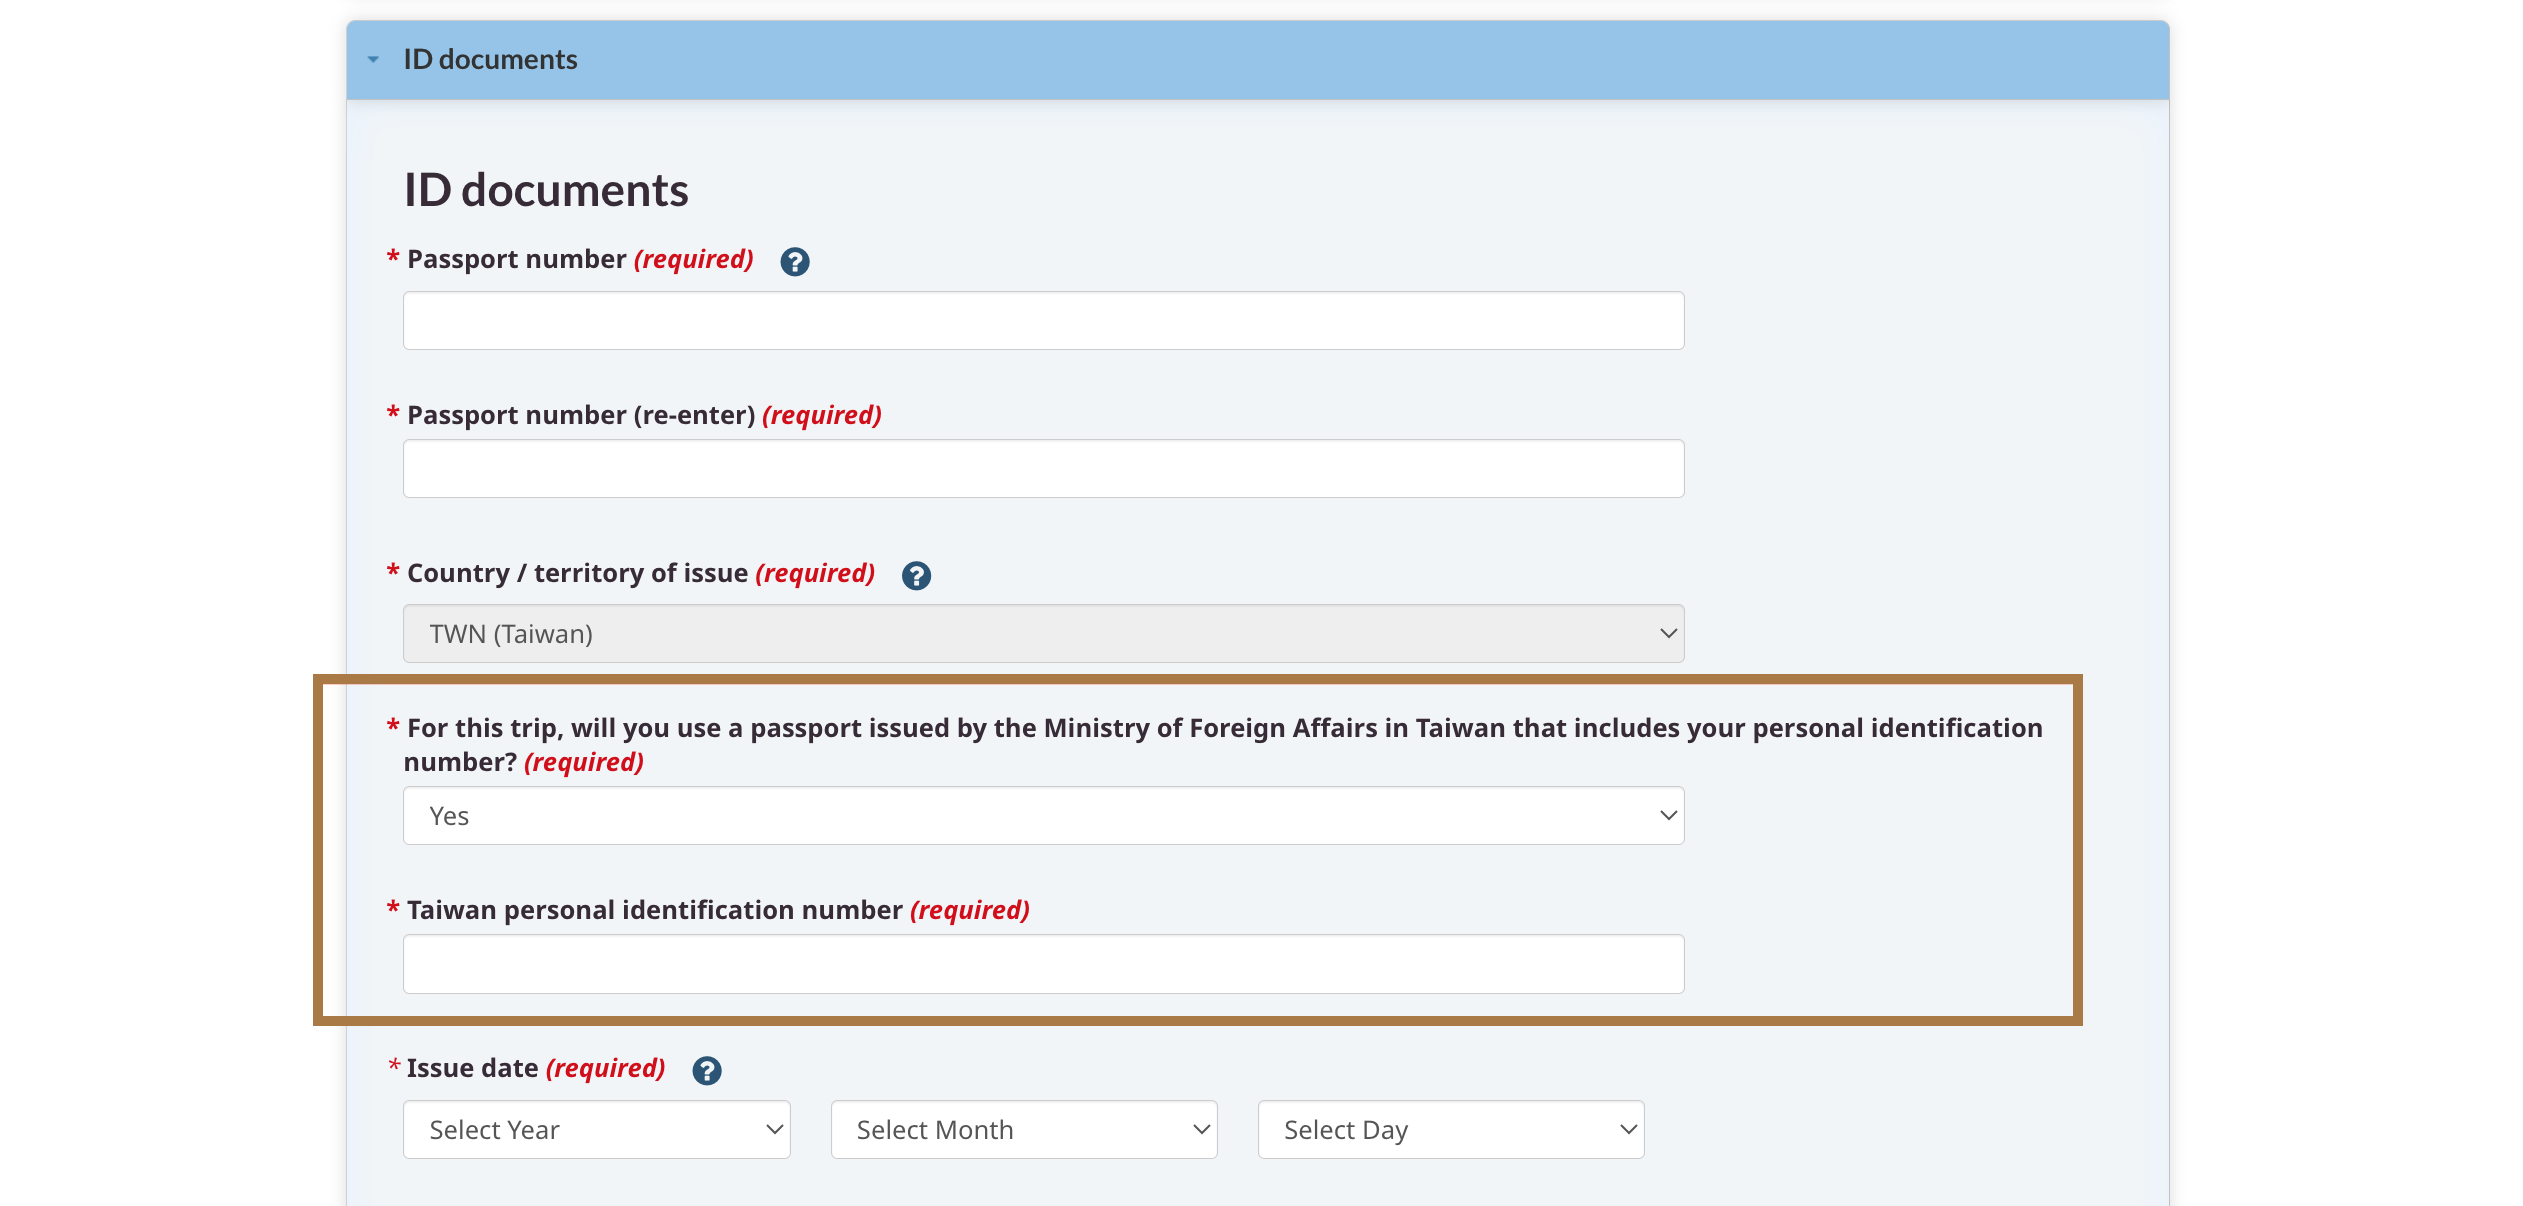 ID documents
ID documents
* Passport number (required) ?
* Passport number (re-enter) (required)
* Country / territory of issue (required) ?
TWN (Taiwan)
* For this trip, will you use a passport issued by the Ministry of Foreign Affairs in Taiwan that includes your personal identification
number? (required)
Yes
* Taiwan personal identification number (required)
* Issue date (required) ?
Select Year Select Month Select Day